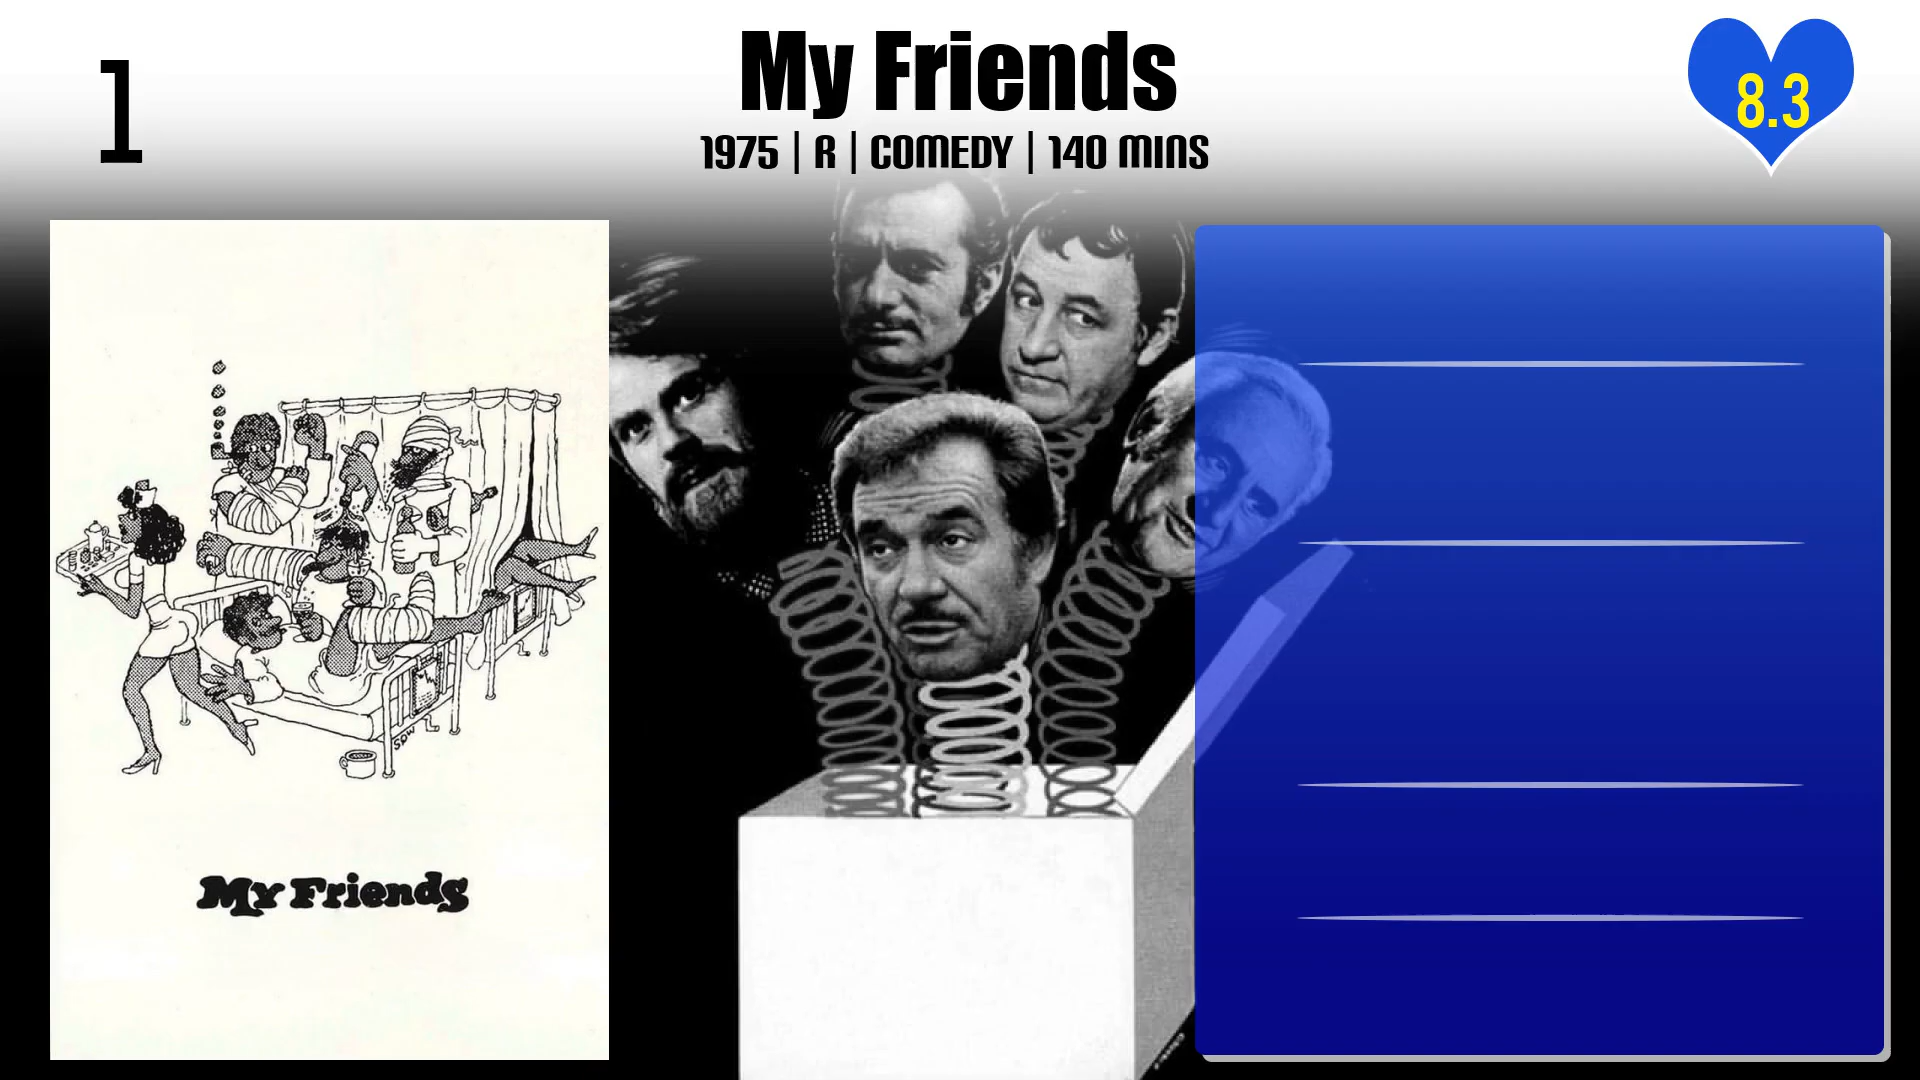 1
My Friends
1975 | R | COMEDY | 140 MINS
8.3
My Friends